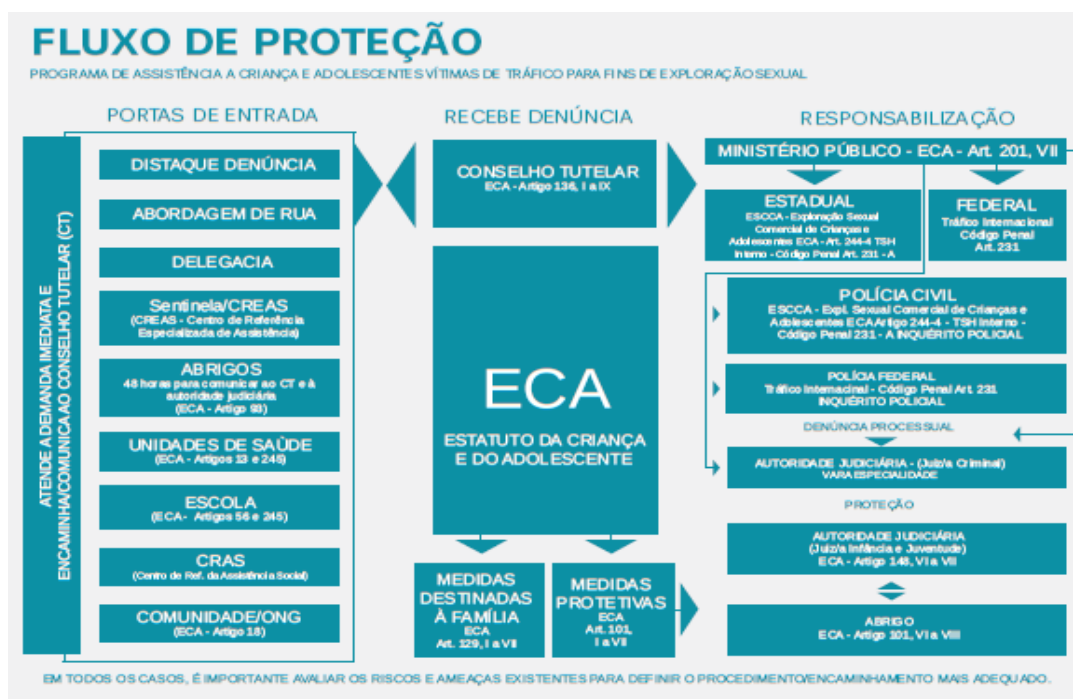 FLUXO DE PROTEÇÃO
PROGRAMA DE ASSISTÊNCIA A CRIANÇA E ADOLESCENTES VÍTIMAS DE TRÁFICO PARA FINS DE EXPLORAÇÃO SEXUAL
PORTAS DE ENTRADA
ATENDE A DEMANDA IMEDIATA E
ENCAMINHA/COMUNICA AO CONSELHO TUTELAR (CT)
DISTAQUE DENÚNCIA
ABORDAGEM DE RUA
DELEGACIA
Sentinela/CREAS
(CREAS - Centro de Referência
Especializada de Assistência)
ABRIGOS
48 horas para comunicar ao CT e à
autoridade judiciária
(ECA - Artigo 93)
UNIDADES DE SAÚDE
(ECA - Artigos 13 e 245)
ESCOLA
(ECA- Artigos 56 e 245)
CRAS
(Centro de Ref. da Assistência Social)
COMUNIDADE/ONG
(ECA - Artigo 18)
RECEBE DENÚNCIA
CONSELHO TUTELAR
ECA - Artigo 136, I a IX
ECA
ESTATUTO DA CRIANÇA
E DO ADOLESCENTE
MEDIDAS
DESTINADAS
À FAMÍLIA
ECA
Art. 129, I a VII
MEDIDAS
PROTETIVAS
ECA
Art. 101,
I a VII
RESPONSABILIZAÇÃO
MINISTÉRIO PÚBLICO - ECA - Art. 201, VII
ESTADUAL
ESCCA - Exploração Sexual
Comercial de Crianças e
Adolescentes ECA - Art. 244-4 TSH
Interno - Código Penal Art. 231 - A
FEDERAL
Tráfico Internacional
Código Penal
Art. 231
POLÍCIA CIVIL
ESCCA - Expl. Sexual Comercial de Crianças e
Adolescentes ECA Artigo 244-4 - TSH Interno -
Código Penal 231 - A INQUÉRITO POLICIAL
POLÍCIA FEDERAL
Tráfico Internacinal - Código Penal Art. 231
INQUÉRITO POLICIAL
DENÚNCIA PROCESSUAL
AUTORIDADE JUDICIÁRIA - (Juiz/a Criminal)
VARA ESPECIALIDADE
PROTEÇÃO
AUTORIDADE JUDICIÁRIA
(Juiz/a Infância e Juventude)
ECA - Artigo 148, VI a VII
ABRIGO
ECA - Artigo 101, VI a VIII
EM TODOS OS CASOS, É IMPORTANTE AVALIAR OS RISCOS E AMEAÇAS EXISTENTES PARA DEFINIR O PROCEDIMENTO/ENCAMINHAMENTO MAIS ADEQUADO.